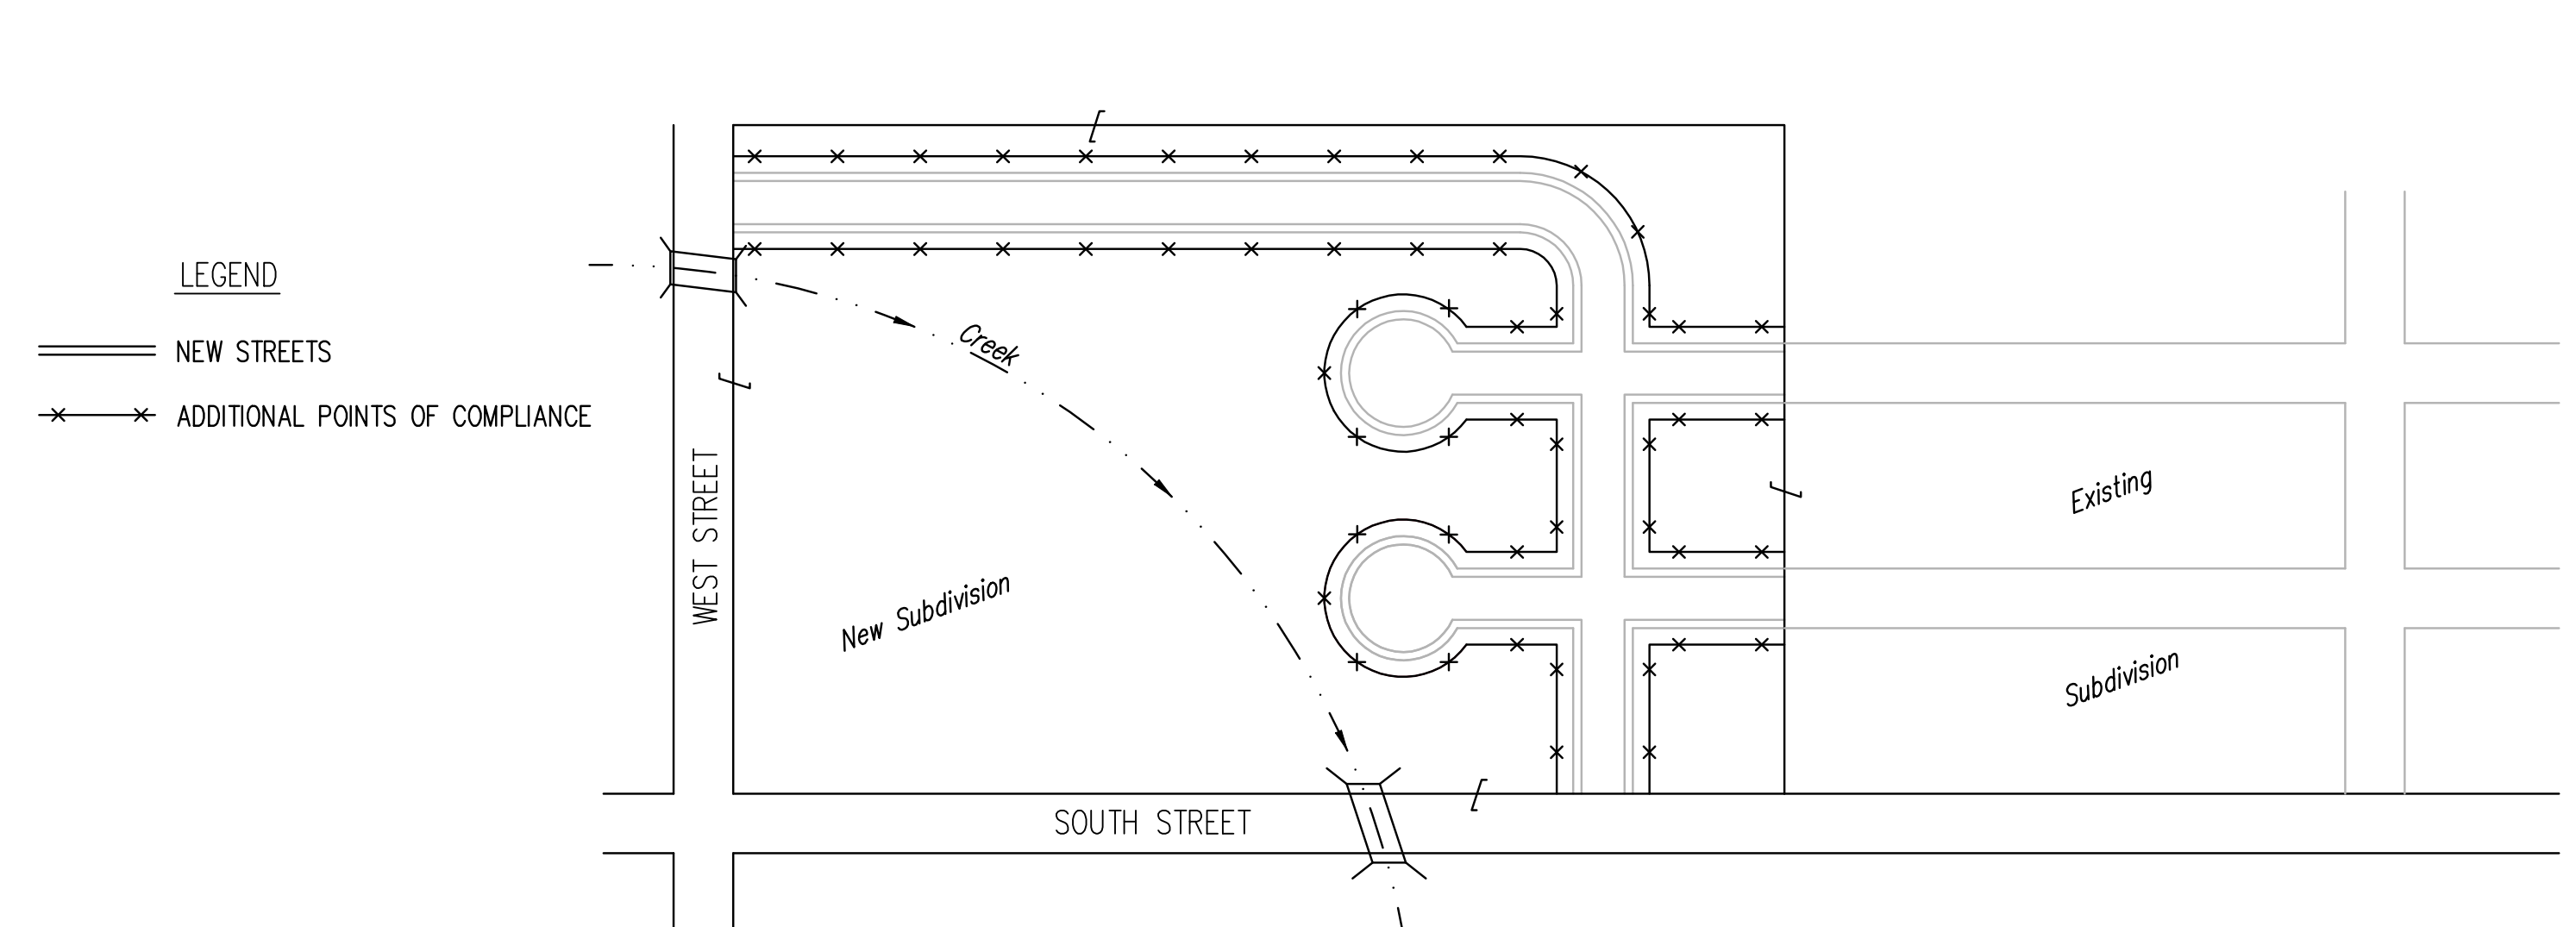 LEGEND
NEW STREETS
ADDITIONAL POINTS OF COMPLIANCE
Creek
WEST STREET
New Subdivision
SOUTH STREET
Existing
Subdivision